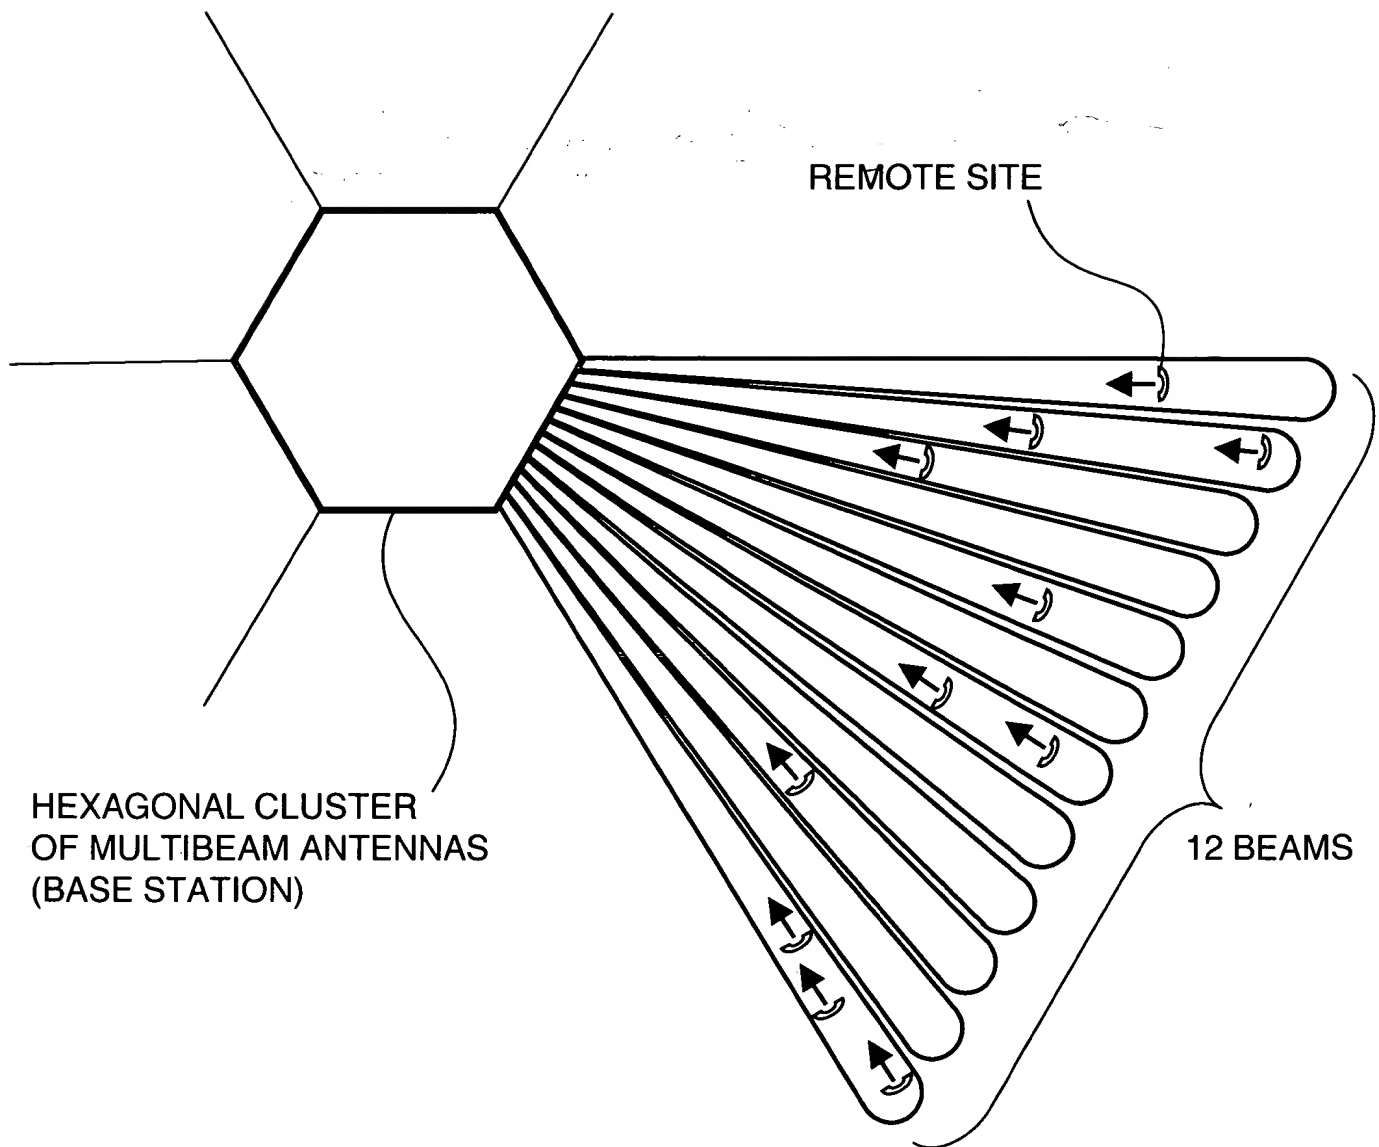 REMOTE SITE
HEXAGONAL CLUSTER
OF MULTIBEAM ANTENNAS
(BASE STATION)
12 BEAMS